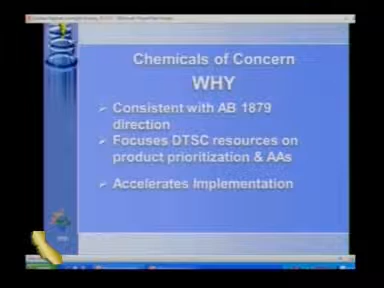 Chemicals of Concern
WHY
Consistent with AB 1879
direction
Focuses DTSC resources on
product prioritization & AAs
Accelerates Implementation